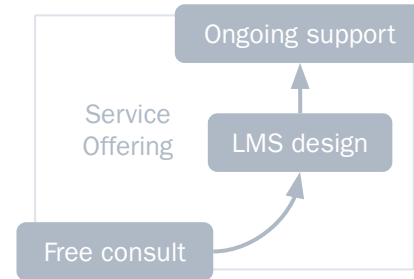 Ongoing support
Service
Offering
LMS design
Free consult